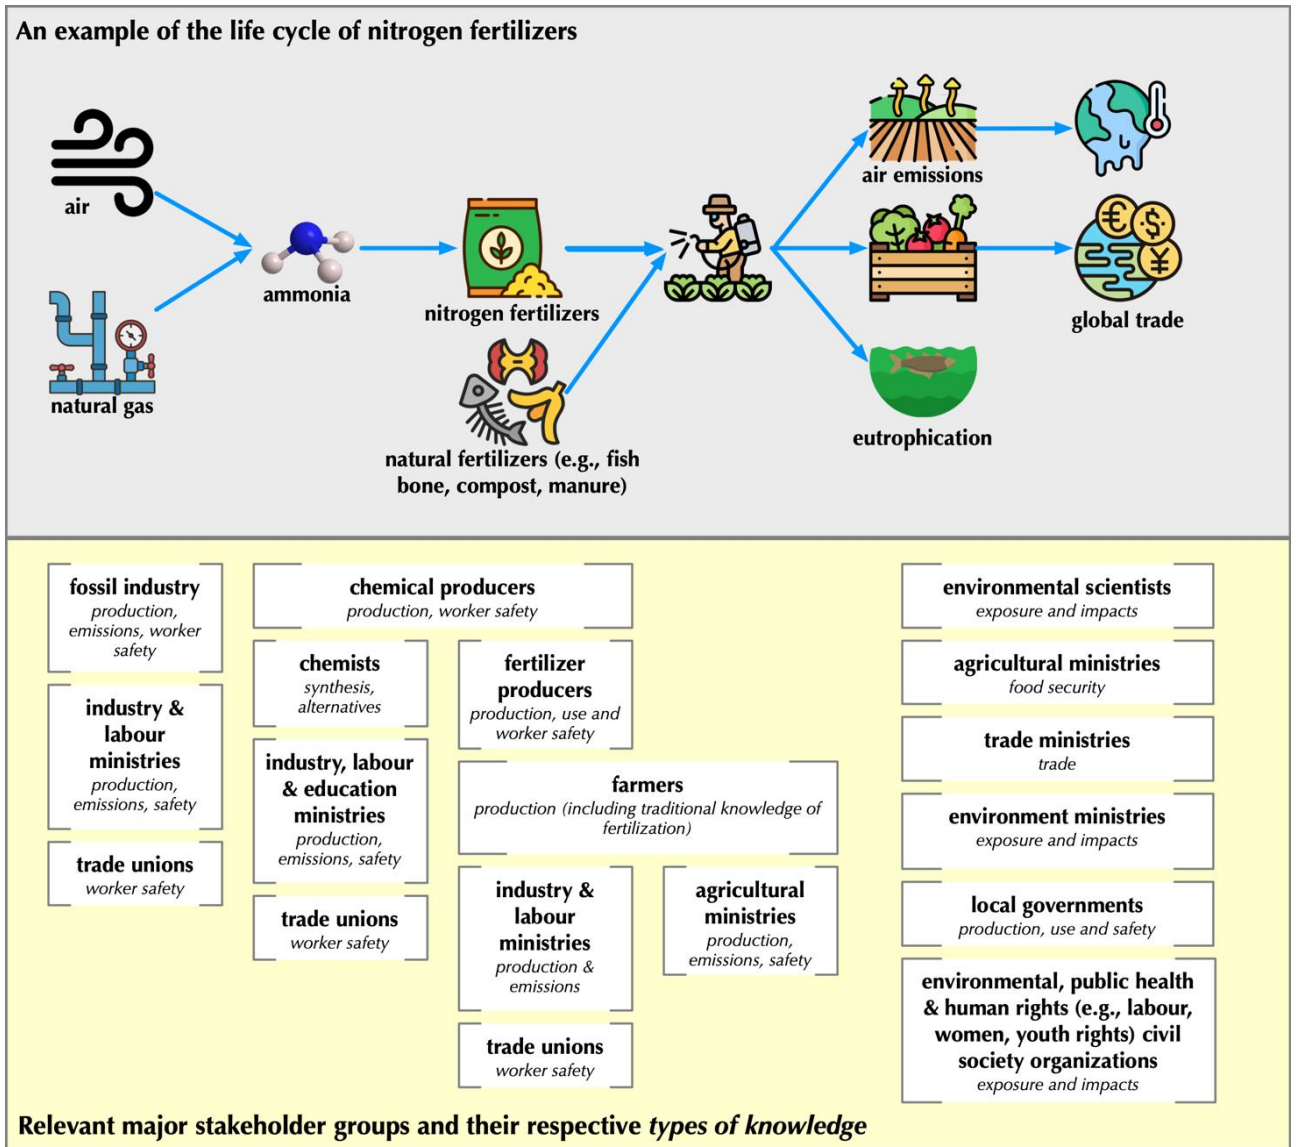 An example of the life cycle of nitrogen fertilizers
air
natural gas
ammonia
nitrogen fertilizers
natural fertilizers (e.g., fish
bone, compost, manure)
air emissions
€
$
¥
global trade
eutrophication
fossil industry
production,
emissions, worker
safety
industry &
labour
ministries
production,
emissions, safety
trade unions
worker safety
chemical producers
production, worker safety
chemists
synthesis,
alternatives
industry, labour
& education
ministries
production,
emissions, safety
trade unions
worker safety
fertilizer
producers
production, use and
worker safety
farmers
production (including traditional knowledge of
fertilization)
industry &
labour
ministries
production &
emissions
trade unions
worker safety
agricultural
ministries
production,
emissions, safety
environmental scientists
exposure and impacts
agricultural ministries
food security
trade ministries
trade
environment ministries
exposure and impacts
local governments
production, use and safety
environmental, public health
& human rights (e.g., labour,
women, youth rights) civil
society organizations
exposure and impacts
Relevant major stakeholder groups and their respective types of knowledge